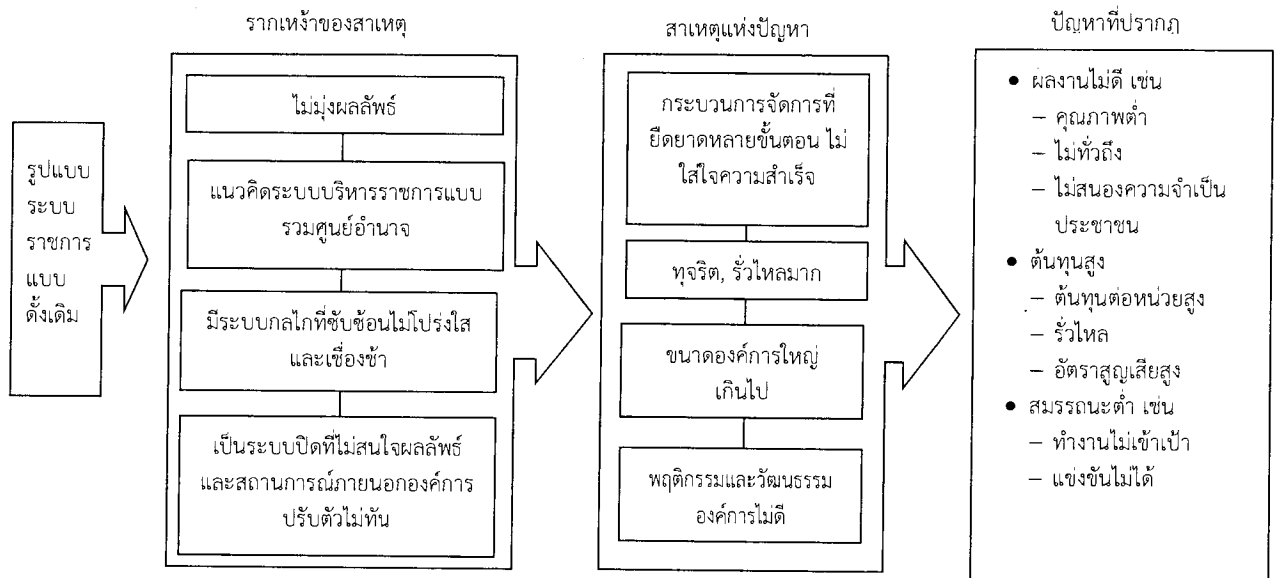 รากเหง้าของสาเหตุ
สาเหตุแห่งปัญหา
ปัญหาที่ปรากฏ
รูปแบบ
ระบบ
ราชการ
แบบ
ดั้งเดิม
ไม่มุ่งผลลัพธ์
แนวคิดระบบบริหารราชการแบบ
รวมศูนย์อำนาจ
มีระบบกลไกที่ซับซ้อนไม่โปร่งใส
และเชื่องช้า
เป็นระบบปิดที่ไม่สนใจผลลัพธ์
และสถานการณ์ภายนอกองค์การ
ปรับตัวไม่ทัน
กระบวนการจัดการที่
ยืดยาดหลายขั้นตอน ไม่
ใส่ใจความสำเร็จ
ทุจริต, รั่วไหลมาก
ขนาดองค์การใหญ่
เกินไป
พฤติกรรมและวัฒนธรรม
องค์การไม่ดี
• ผลงานไม่ดี เช่น
– คุณภาพต่ำ
– ไม่ทั่วถึง
– ไม่สนองความจำเป็น
ประชาชน
• ต้นทุนสูง
– ต้นทุนต่อหน่วยสูง
– รั่วไหล
– อัตราสูญเสียสูง
• สมรรถนะต่ำ เช่น
– ทำงานไม่เข้าเป้า
– แข่งขันไม่ได้